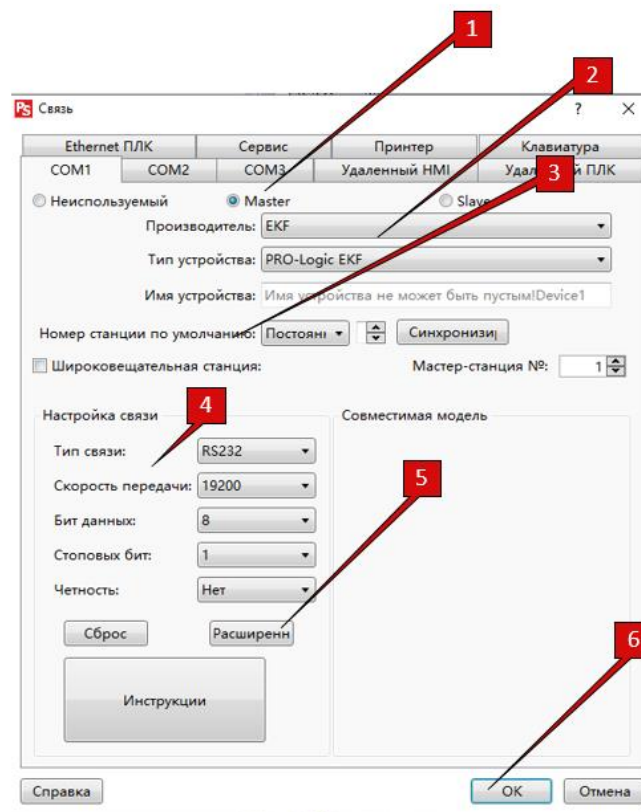 1
2
Связь ? ×
Ethernet ПЛК Сервис Принтер Клавиатура
COM1 COM2 COM3 Удаленный HMI ПЛК
3
Неиспользуемый Master
Производитель: EKF
Тип устройства: PRO-Logic EKF
Имя устройства: Имя устройства не может быть пустым!Device1
Номер станции по умолчанию: Постоянн Синхронизи
Широковещательная станция: Мастер-станция №: 1
Настройка связи Совместимая модель
4
Тип связи: RS232
Скорость передачи: 19200
5
Бит данных: 8
Стоповых бит: 1
Четность: Нет
Сброс Расширенн
6
Инструкции
Справка OK Отмена